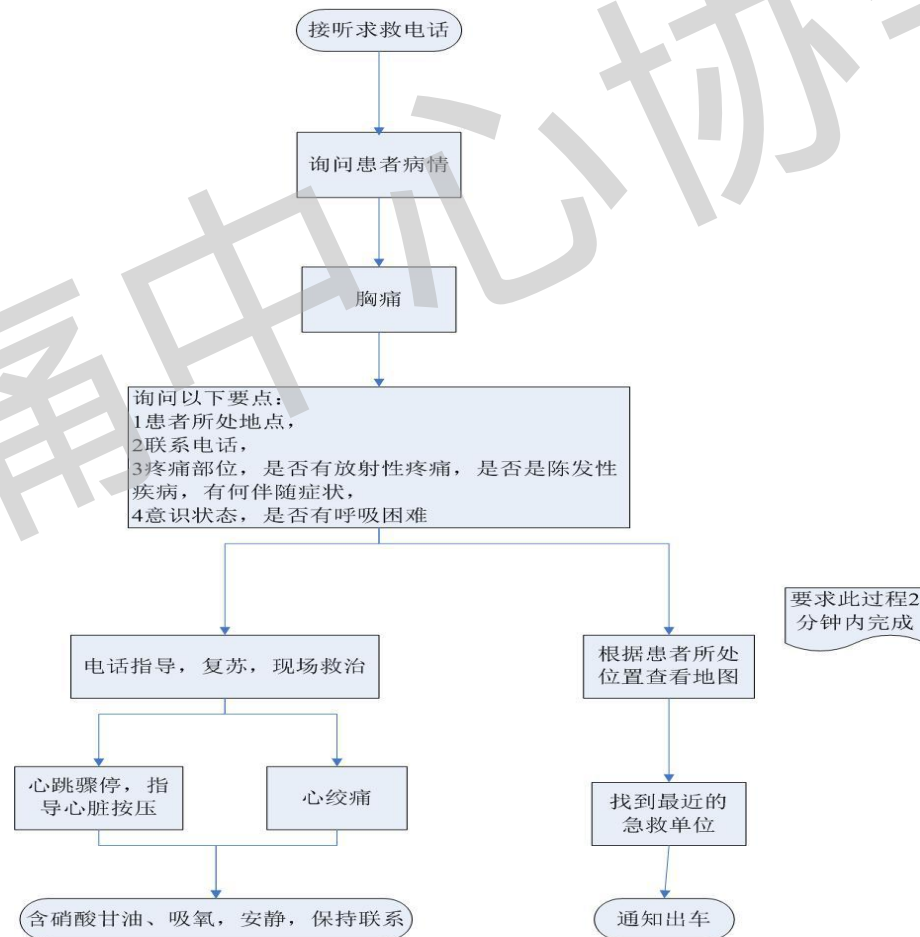 接听求救电话
询问患者病情
胸痛
询问以下要点：
1患者所处地点，
2联系电话，
3疼痛部位，是否有放射性疼痛，是否是陈发性
疾病，有何伴随症状，
4意识状态，是否有呼吸困难
要求此过程2
分钟内完成
电话指导，复苏，现场救治
根据患者所处
位置查看地图
心跳骤停，指
导心脏按压
心绞痛
找到最近的
急救单位
含硝酸甘油、吸氧，安静，保持联系
通知出车
痛中心协